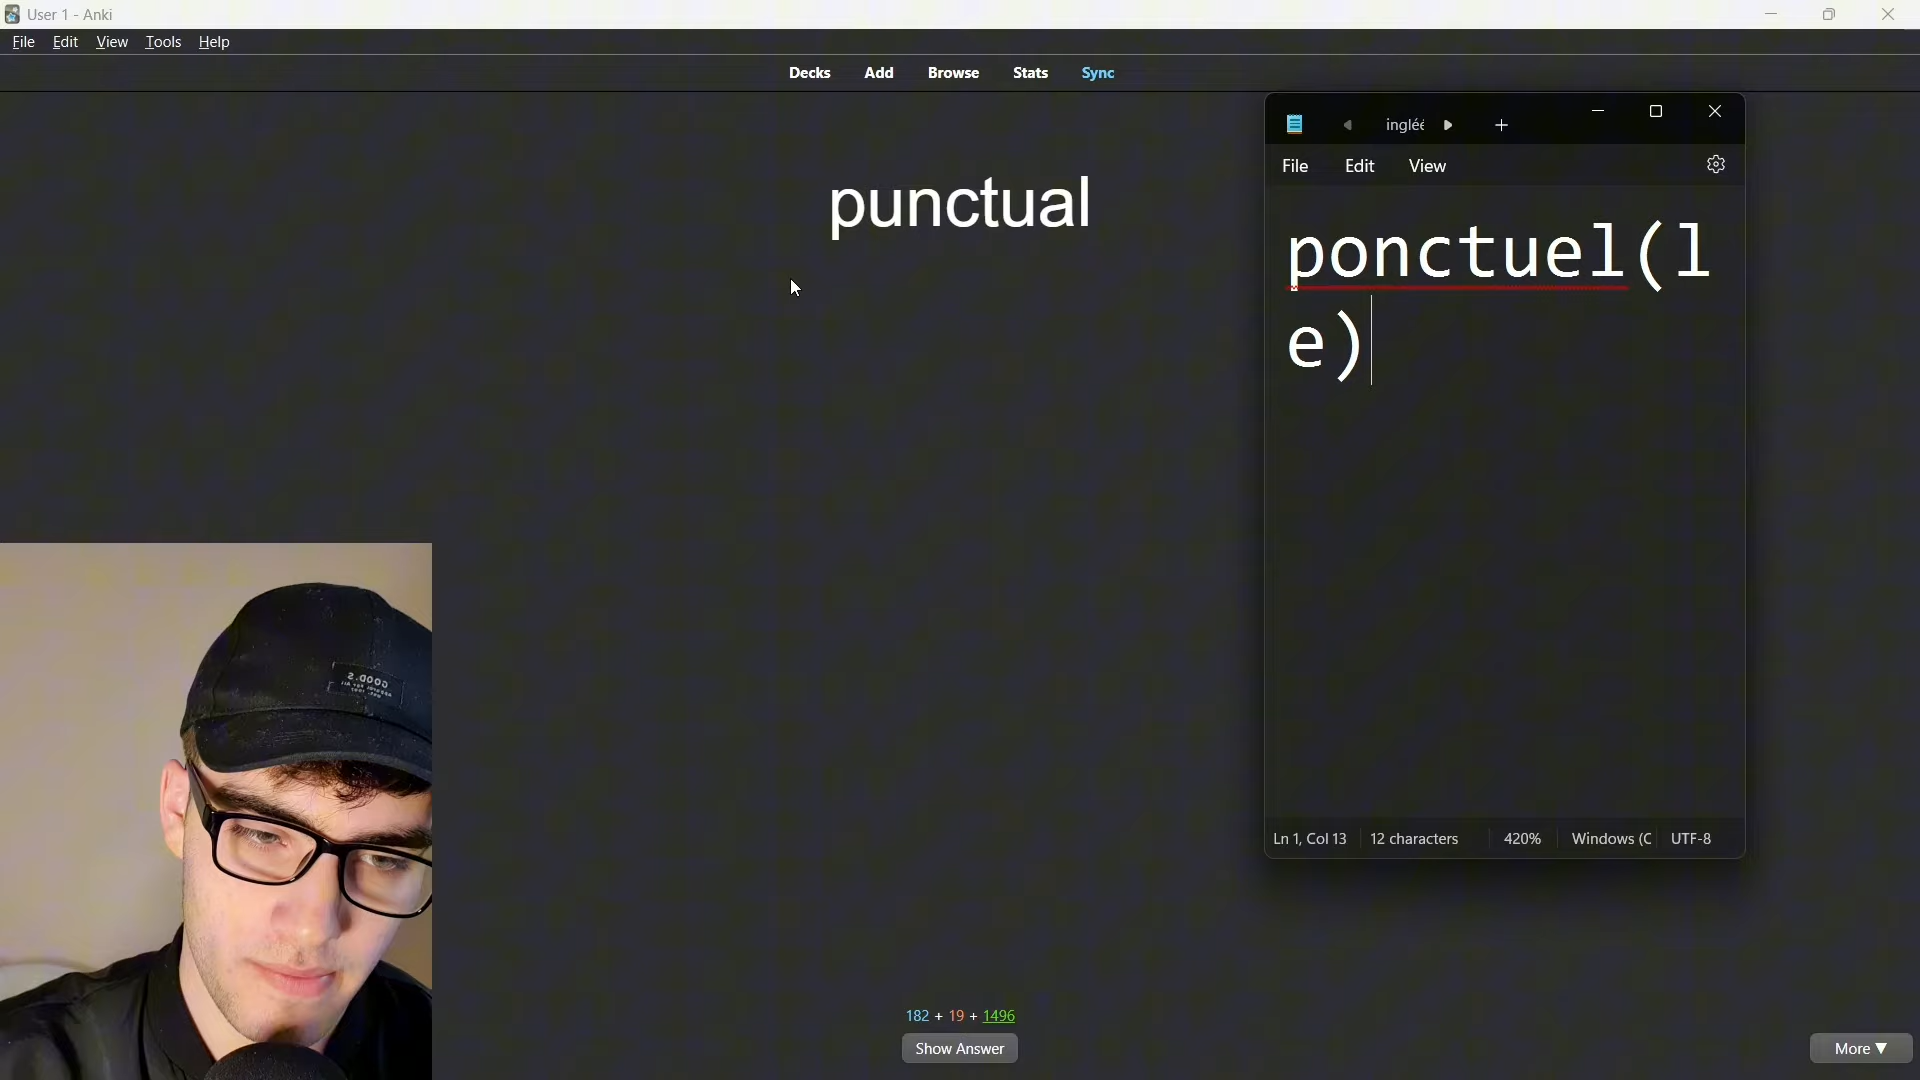 User 1 - Anki
File Edit View Tools Help
Decks Add Browse Stats Sync
punctual
inglé
File Edit View
ponctuel(l
e)
Ln 1, Col 13 12 characters 420% Windows (C UTF-8
182 + 19 + 1496
Show Answer
More ▼